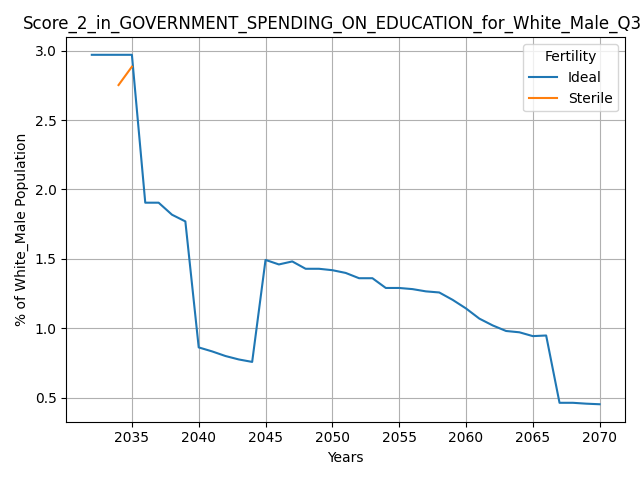 Score_2_in_GOVERNMENT_SPENDING_ON_EDUCATION_for_White_Male_Q3
Fertility
Ideal
Sterile
% of White_Male Population
3.0
2.5
2.0
1.5
1.0
0.5
2035 2040 2045 2050 2055 2060 2065 2070
Years